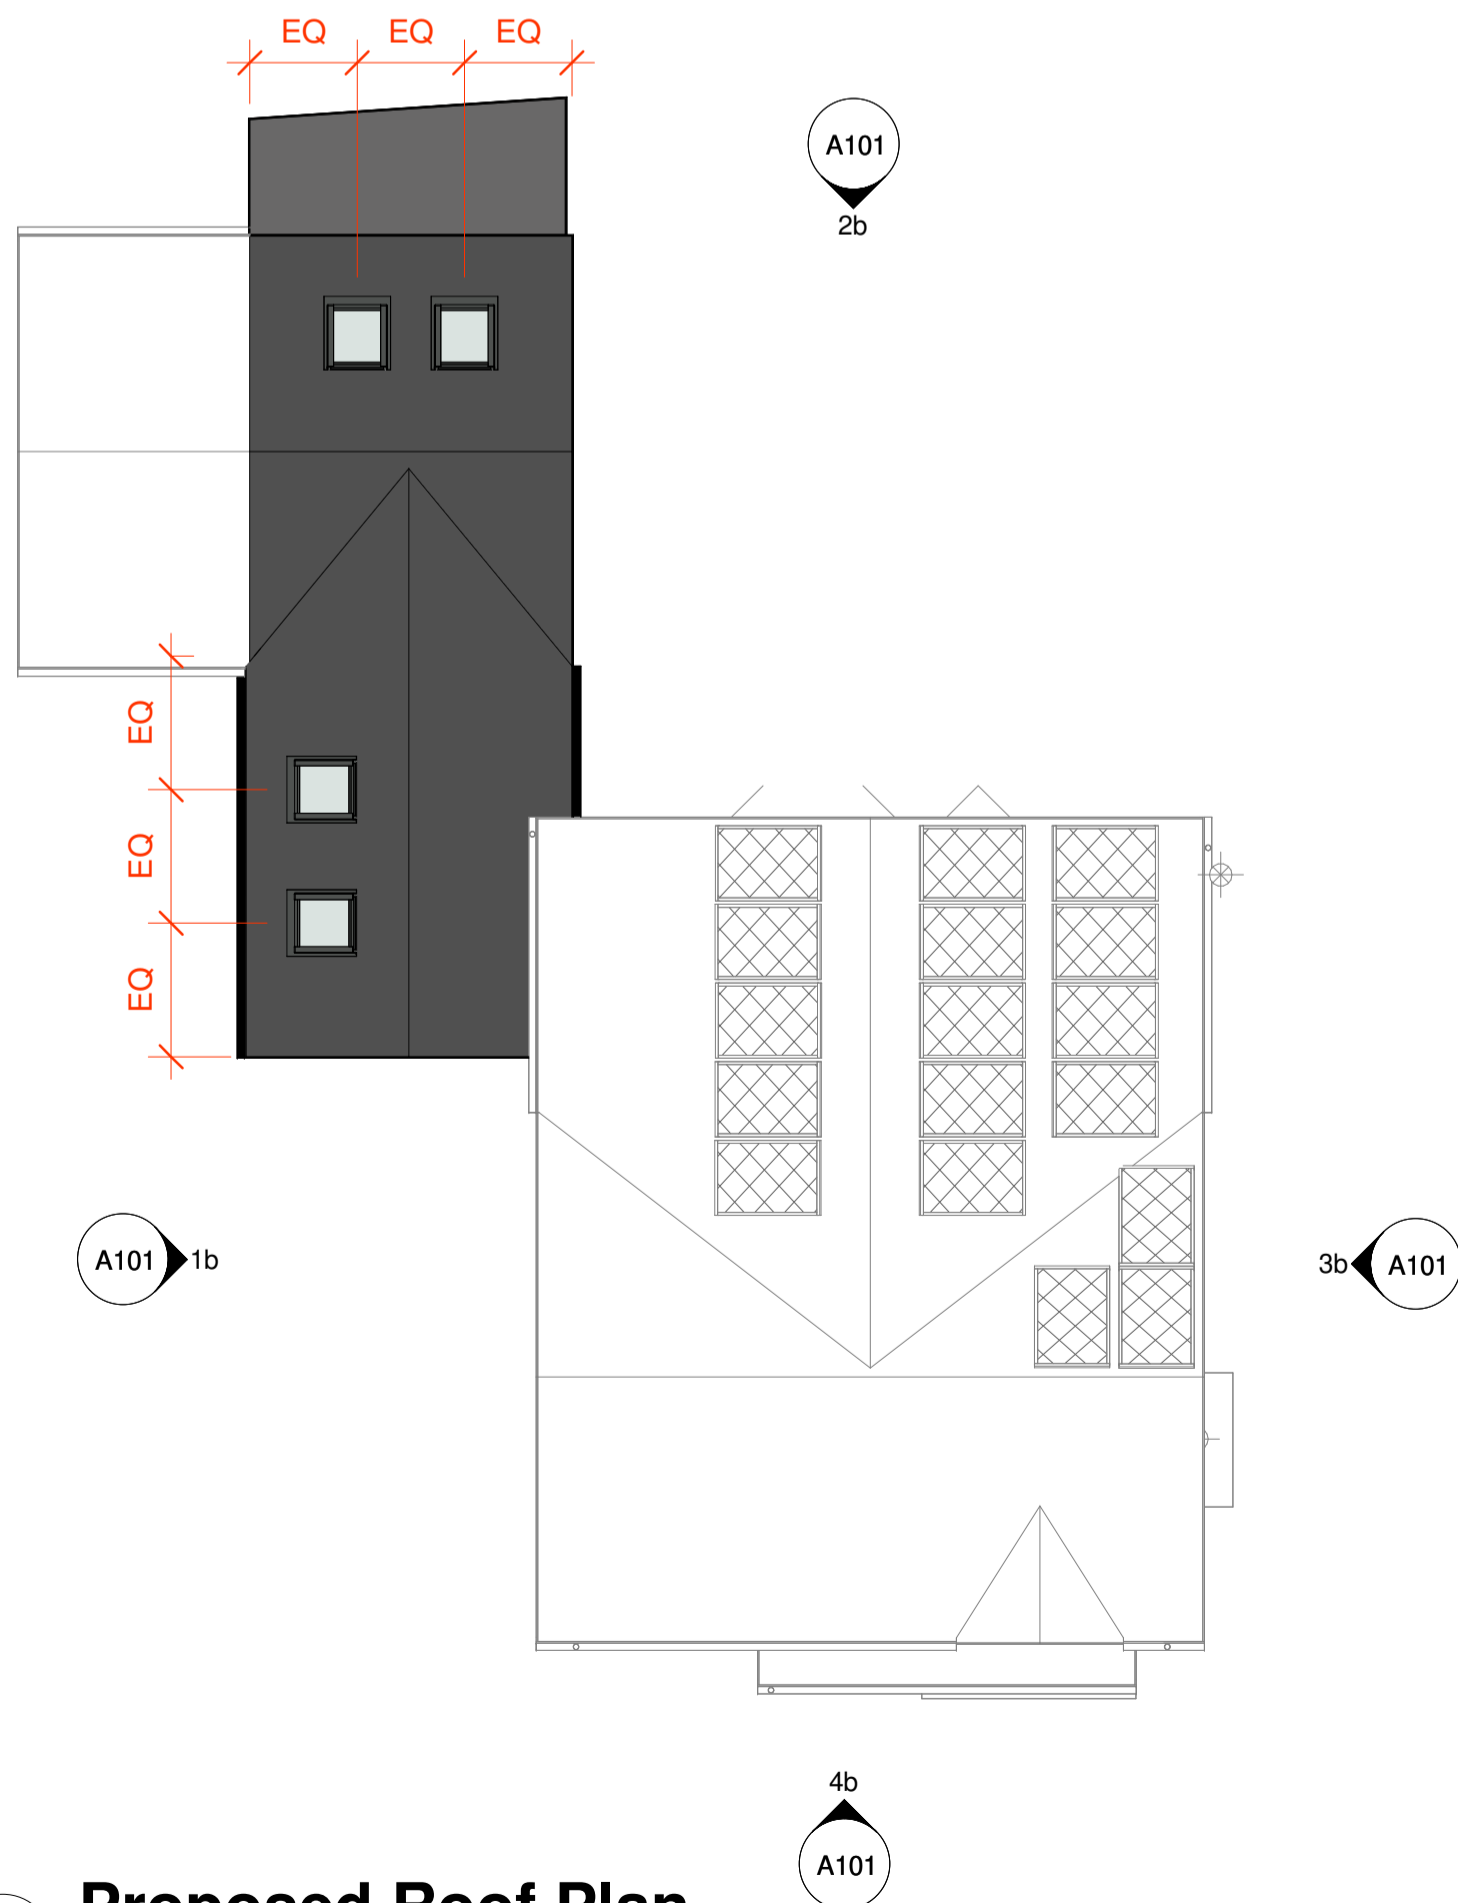 EQ EQ EQ
A101
2b
EQ
EQ
EQ
A101 1b
3b A101
4b
A101
Proposed Roof Plan